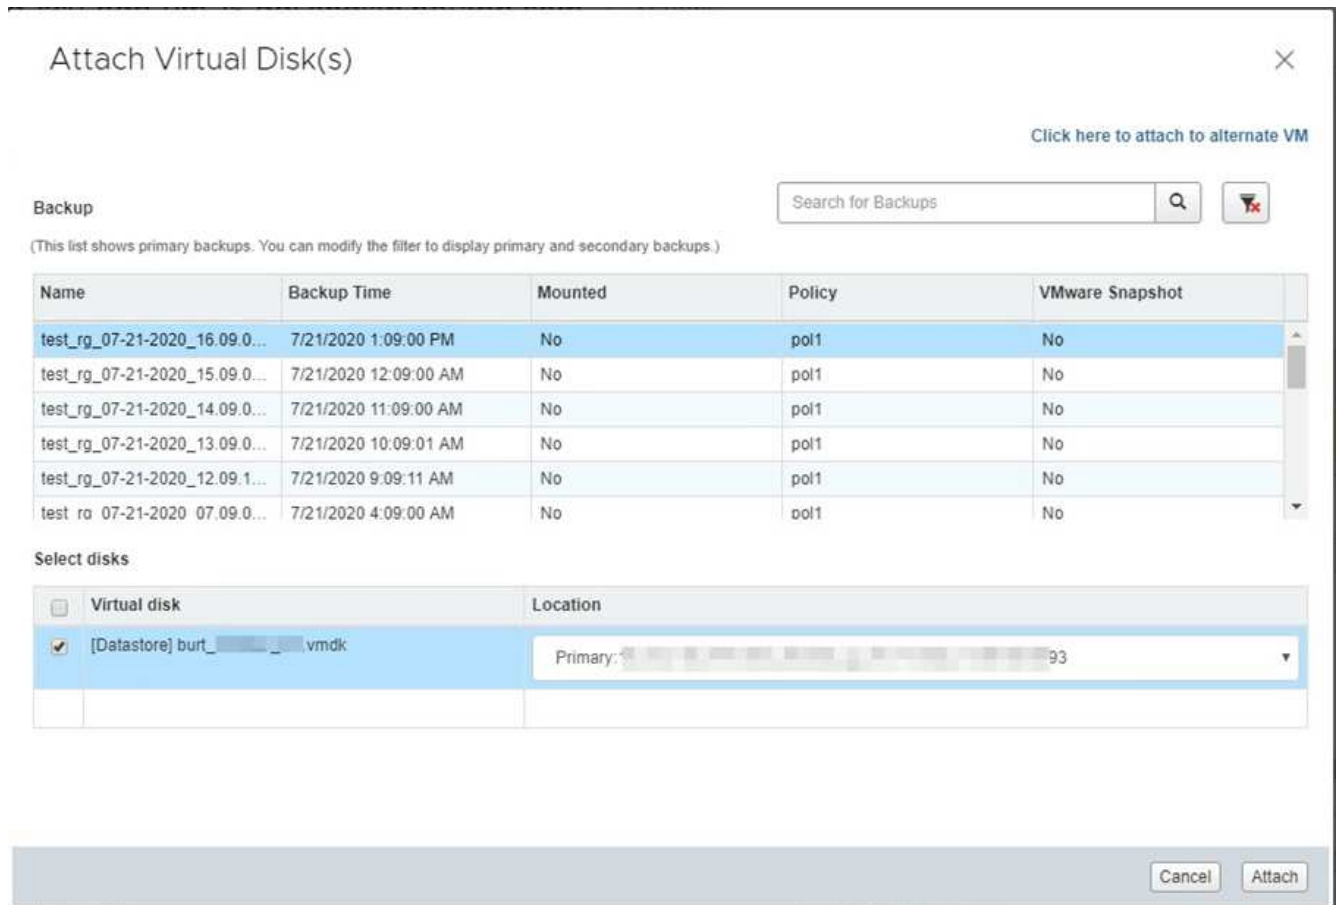 Attach Virtual Disk(s)
Click here to attach to alternate VM
Backup
Search for Backups
(This list shows primary backups. You can modify the filter to display primary and secondary backups.)
Name Backup Time Mounted Policy VMware Snapshot
test_rg_07-21-2020_16.09.0... 7/21/2020 1:09:00 PM No pol1 No
test_rg_07-21-2020_15.09.0... 7/21/2020 12:09:00 AM No pol1 No
test_rg_07-21-2020_14.09.0... 7/21/2020 11:09:00 AM No pol1 No
test_rg_07-21-2020_13.09.0... 7/21/2020 10:09:01 AM No pol1 No
test_rg_07-21-2020_12.09.1... 7/21/2020 9:09:11 AM No pol1 No
test_rg_07-21-2020_07.09.0... 7/21/2020 4:09:00 AM No pol1 No
Select disks
Virtual disk Location
[Datastore] burt_ _ .vmdk Primary: 93
Cancel Attach